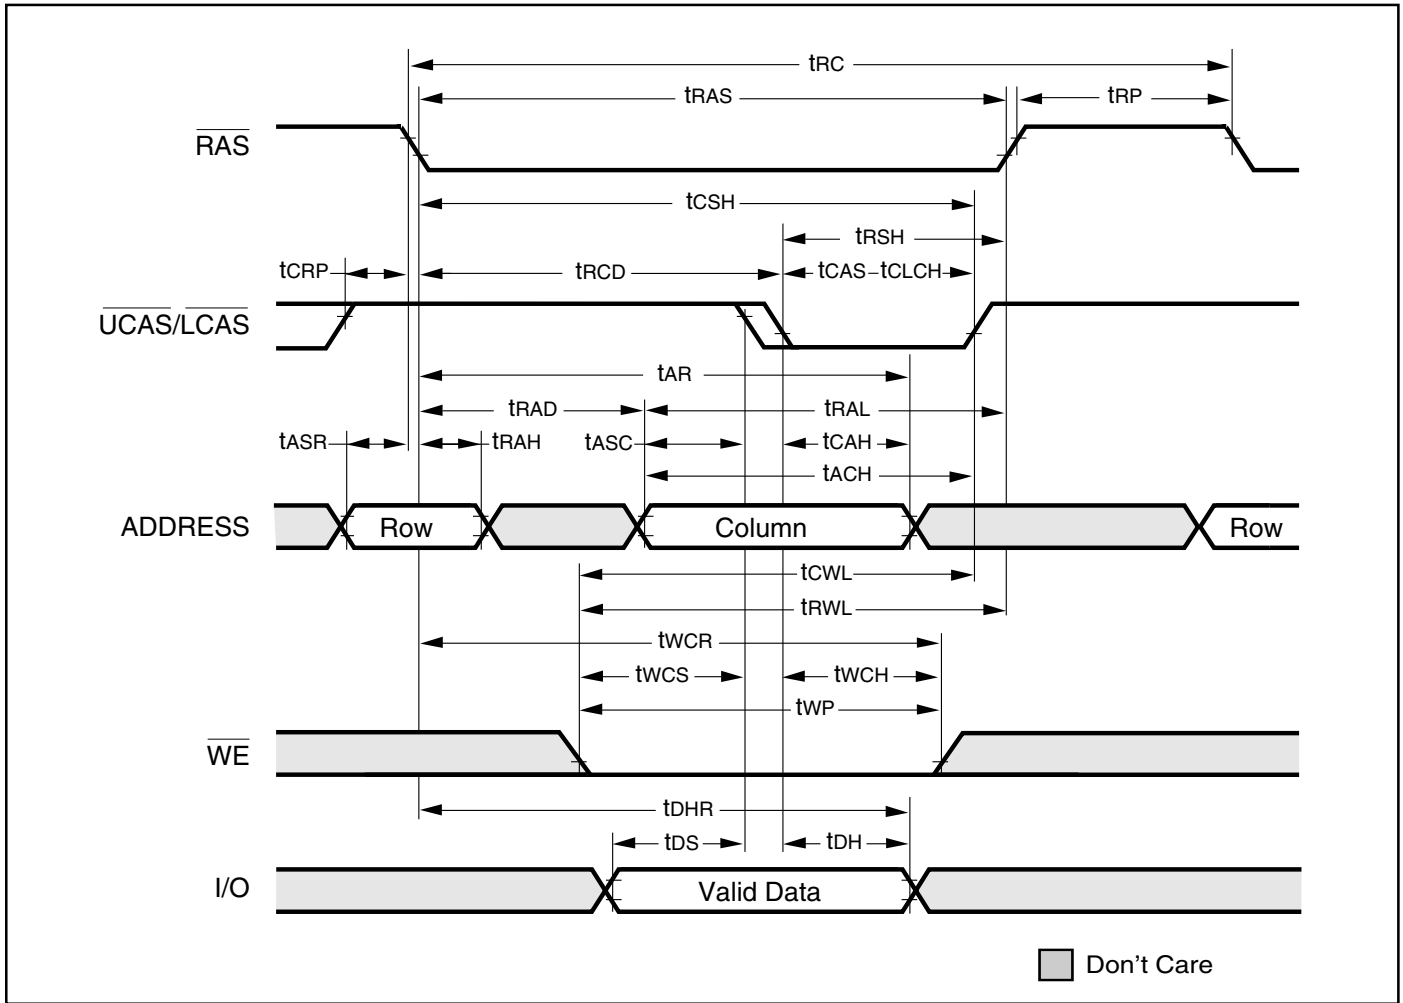 tRC
tRAS
tRP
RAS
tCSH
tRSH
tCRP
tRCD
tCAS
tCLCH
UCAS/LCAS
tAR
tRAD
tRAL
tASR
tRAH
tASC
tCAH
tACH
ADDRESS
Row
Column
Row
tCWL
tRWL
tWCR
tWCS
tWCH
tWP
WE
tDHR
tDS
tDH
I/O
Valid Data
Don't Care